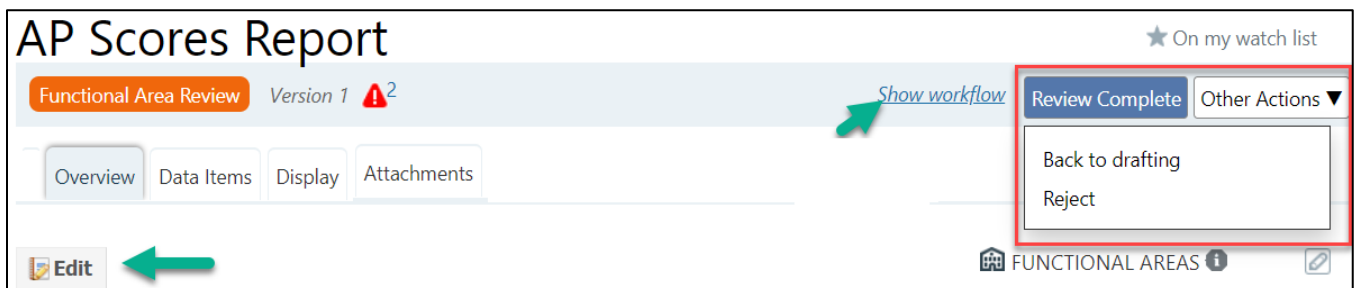 AP Scores Report
On my watch list
Functional Area Review Version 1 2 Show workflow Review Complete Other Actions ▼
Back to drafting
Reject
Overview Data Items Display Attachments
Edit
FUNCTIONAL AREAS